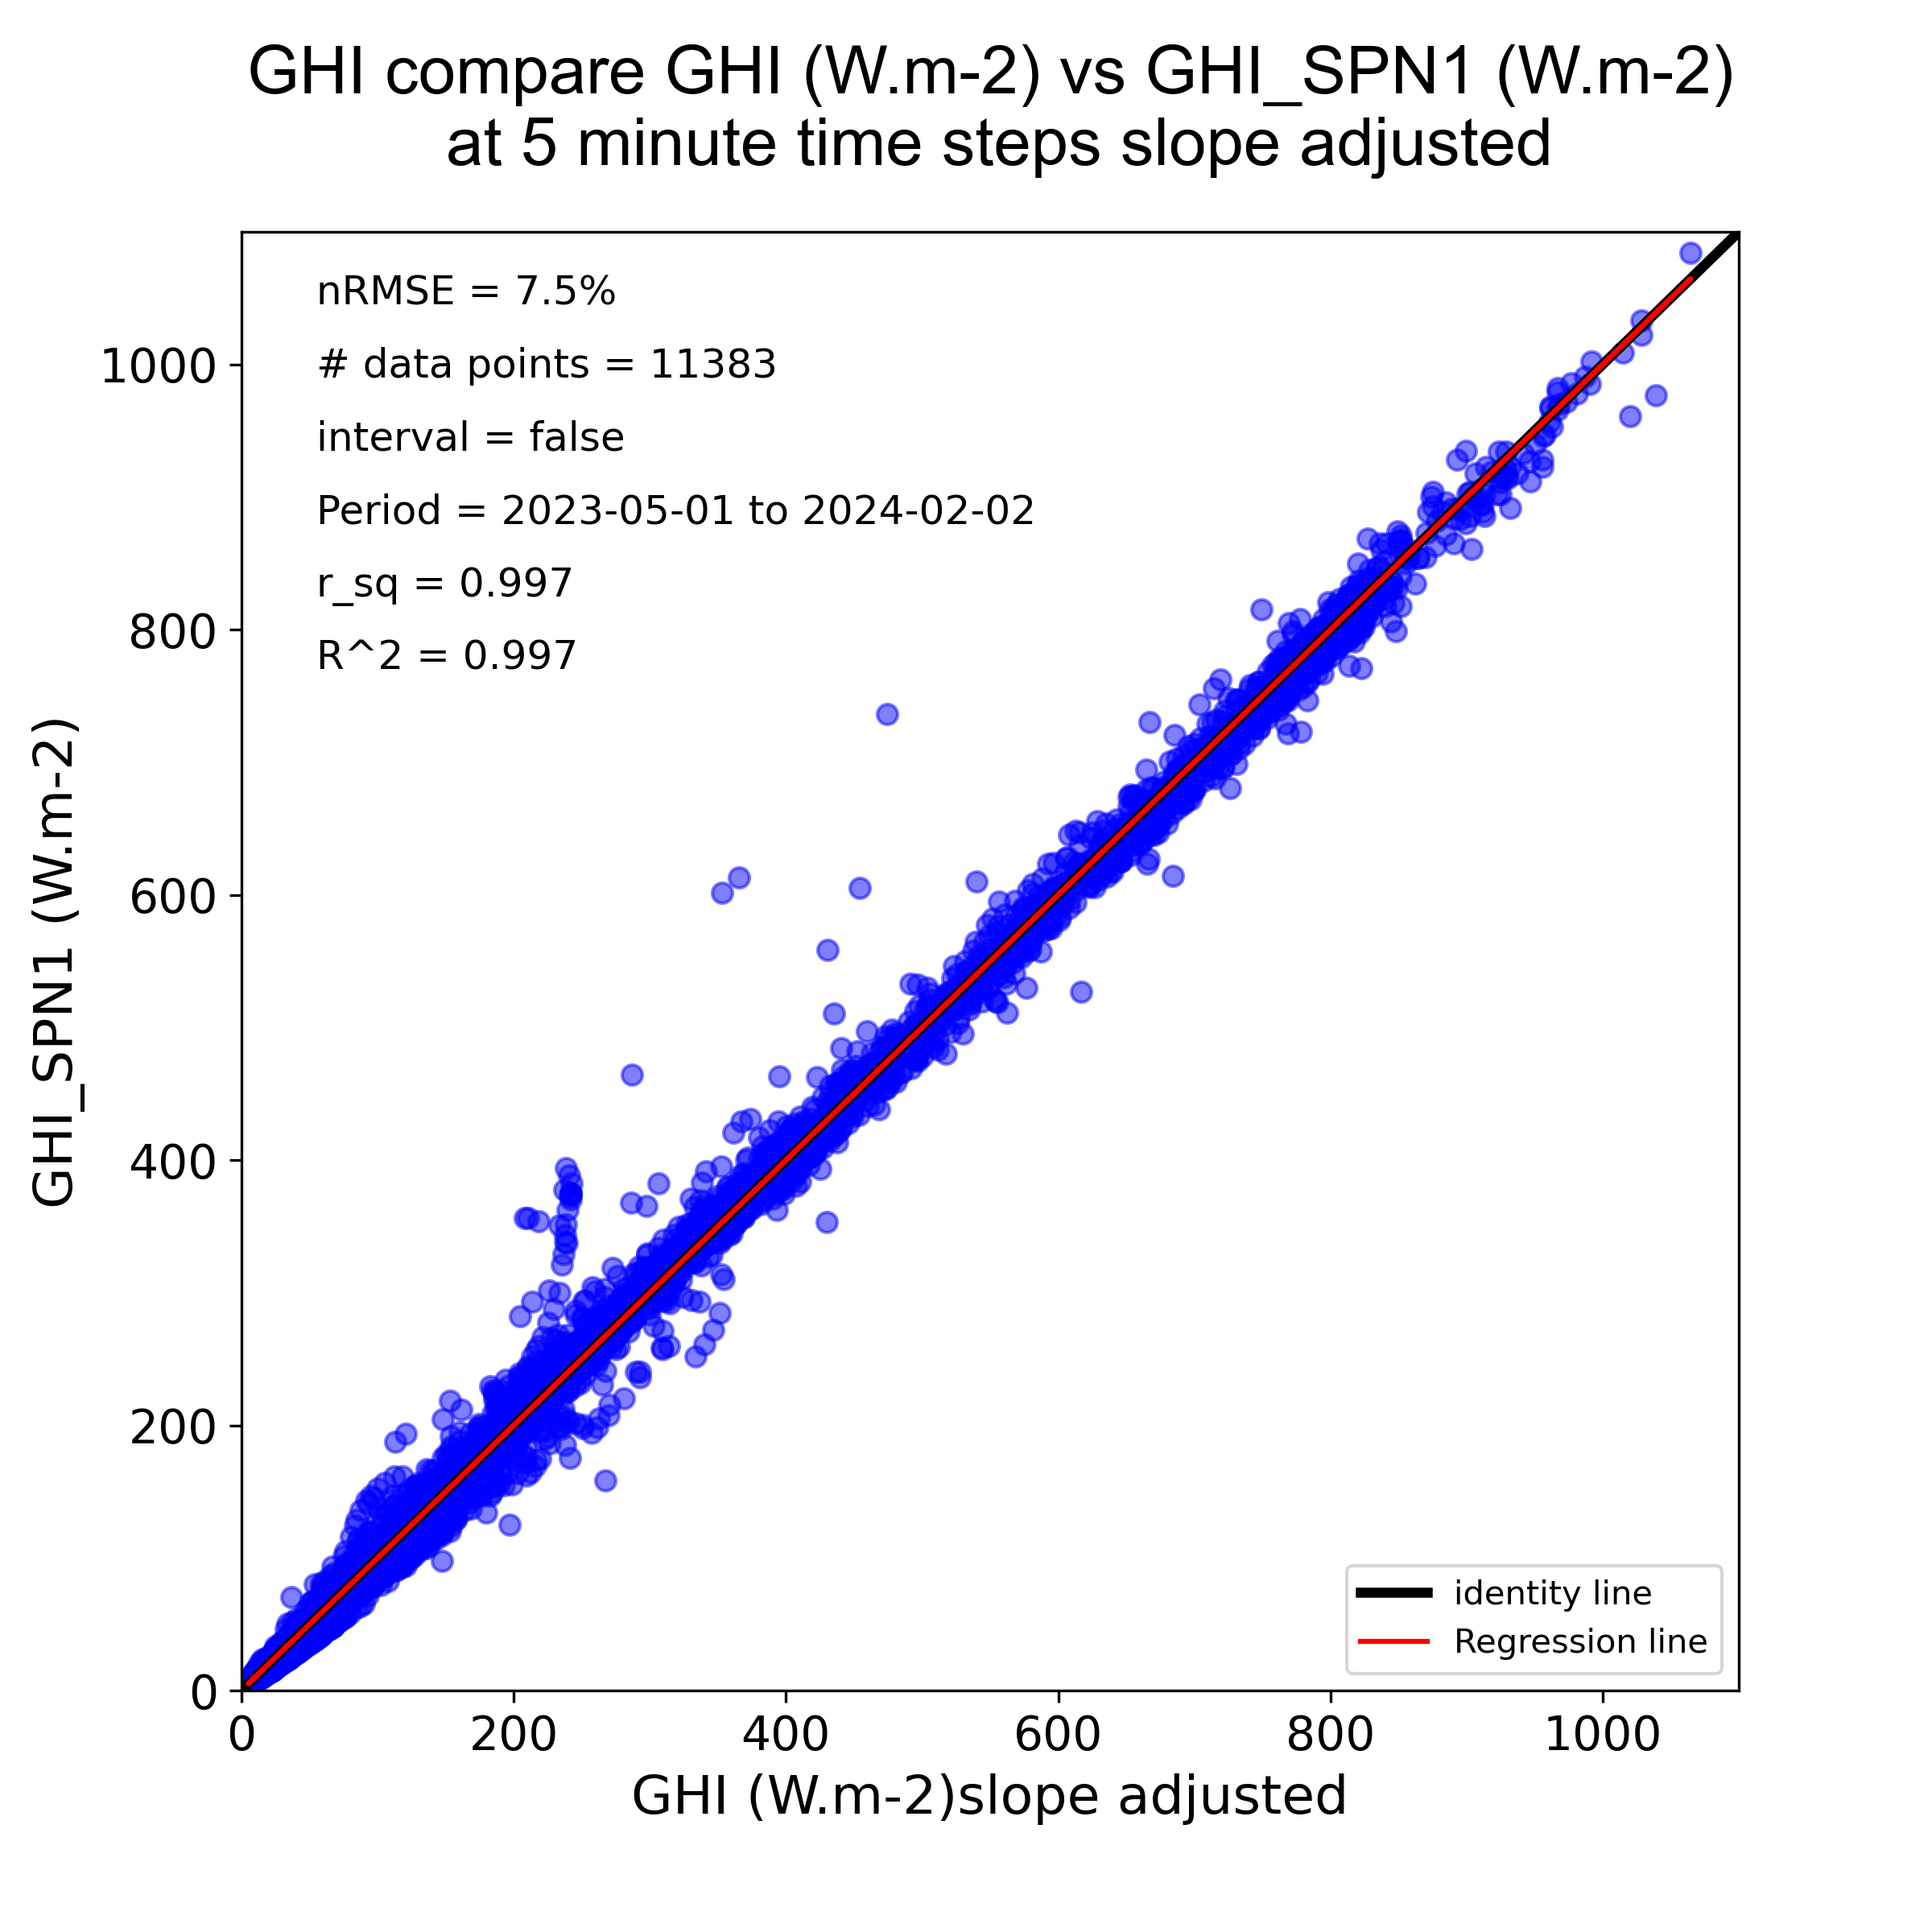 GHI compare GHI (W.m-2) vs GHI_SPN1 (W.m-2)
at 5 minute time steps slope adjusted
nRMSE = 7.5%
# data points = 11383
interval = false
Period = 2023-05-01 to 2024-02-02
r_sq = 0.997
R^2 = 0.997
GHI_SPN1 (W.m-2)
1000
800
600
400
200
0
identity line
Regression line
0 200 400 600 800 1000
GHI (W.m-2)slope adjusted